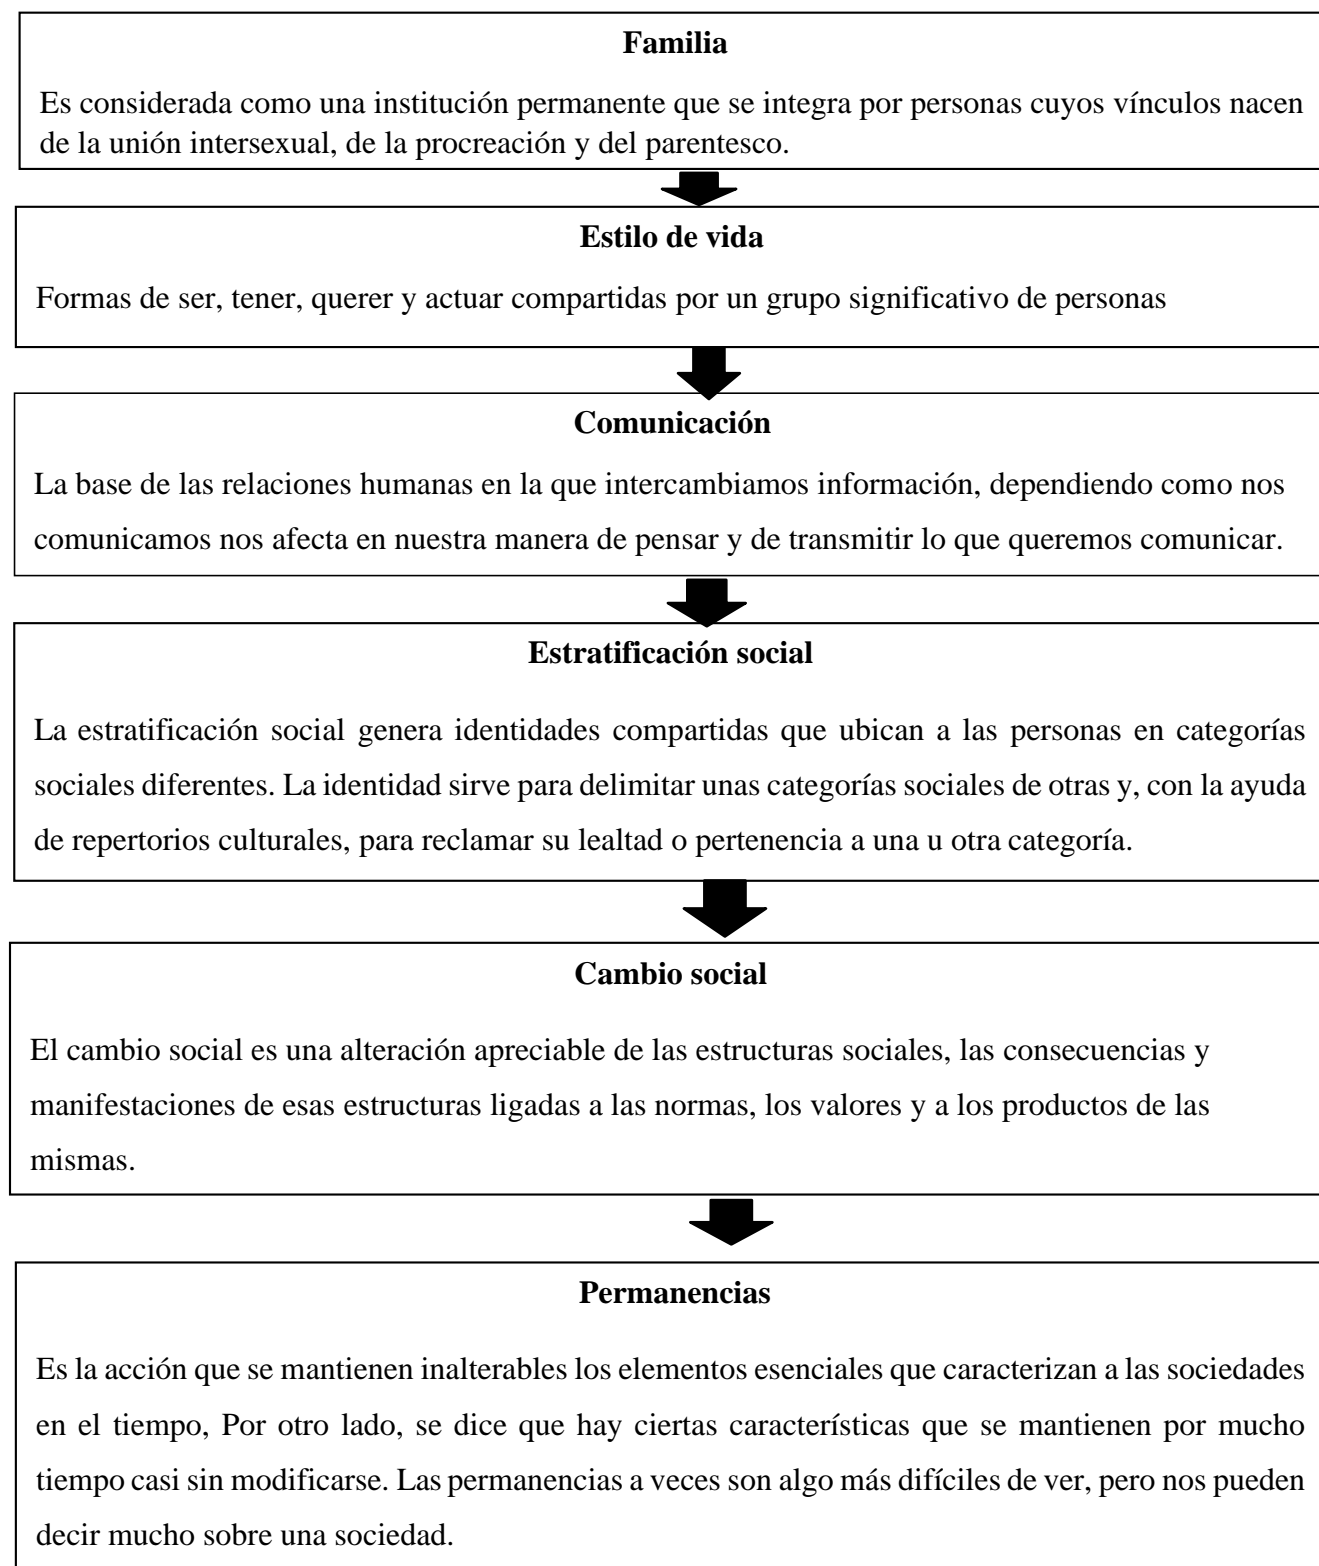 Familia
Es considerada como una institución permanente que se integra por personas cuyos vínculos nacen
de la unión intersexual, de la procreación y del parentesco.
Estilo de vida
Formas de ser, tener, querer y actuar compartidas por un grupo significativo de personas
Comunicación
La base de las relaciones humanas en la que intercambiamos información, dependiendo como nos
comunicamos nos afecta en nuestra manera de pensar y de transmitir lo que queremos comunicar.
Estratificación social
La estratificación social genera identidades compartidas que ubican a las personas en categorías
sociales diferentes. La identidad sirve para delimitar unas categorías sociales de otras y, con la ayuda
de repertorios culturales, para reclamar su lealtad o pertenencia a una u otra categoría.
Cambio social
El cambio social es una alteración apreciable de las estructuras sociales, las consecuencias y
manifestaciones de esas estructuras ligadas a las normas, los valores y a los productos de las
mismas.
Permanencias
Es la acción que se mantienen inalterables los elementos esenciales que caracterizan a las sociedades
en el tiempo, Por otro lado, se dice que hay ciertas características que se mantienen por mucho
tiempo casi sin modificarse. Las permanencias a veces son algo más difíciles de ver, pero nos pueden
decir mucho sobre una sociedad.